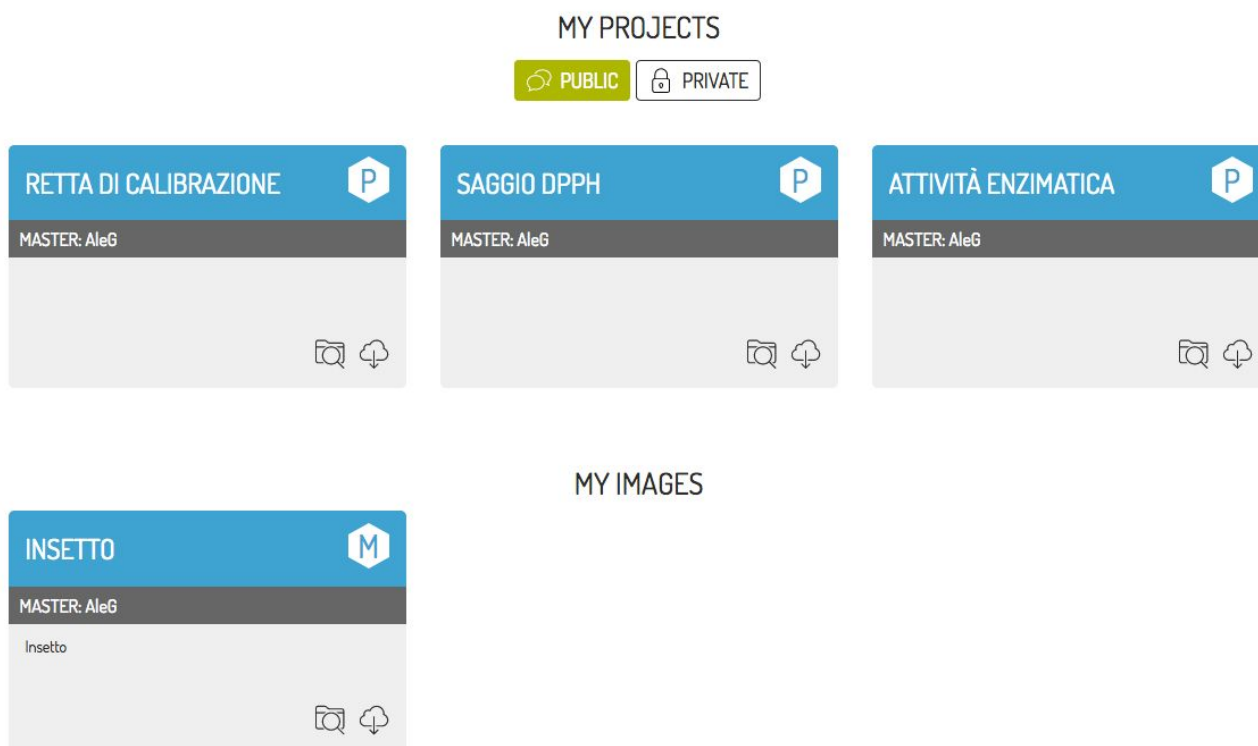 MY PROJECTS
PUBLIC PRIVATE
RETTA DI CALIBRAZIONE P
MASTER: AleG
SAGGIO DPPH P
MASTER: AleG
ATTIVITÀ ENZIMATICA P
MASTER: AleG
MY IMAGES
INSETTO M
MASTER: AleG
Insetto